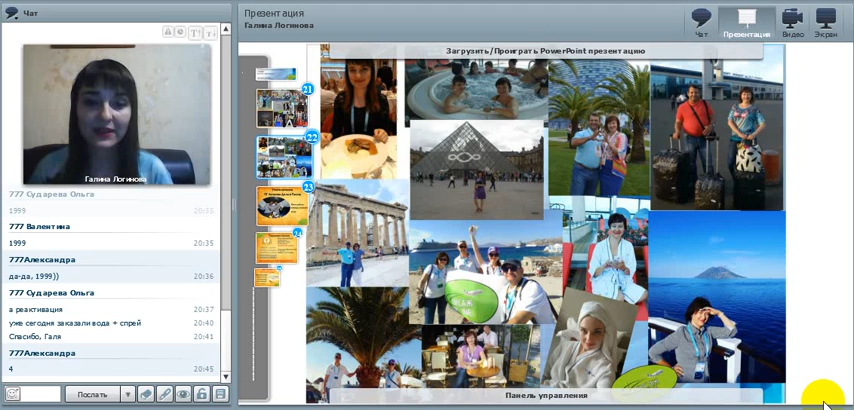 Чат
Галина Логинова
777 Сударева Ольга
1999 20:35
777 Валентина
1999 20:35
777Александра
да-да, 1999)) 20:36
777 Сударева Ольга
а реактивация 20:37
уже сегодня заказали вода + спрей 20:40
Спасибо, Галя 20:41
777Александра
4 20:45
Послать
Презентация
Галина Логинова
Чат
Презентация
Видео
Экран
Загрузить/Проиграть PowerPoint презентацию
21
22
23
24
Панель управления